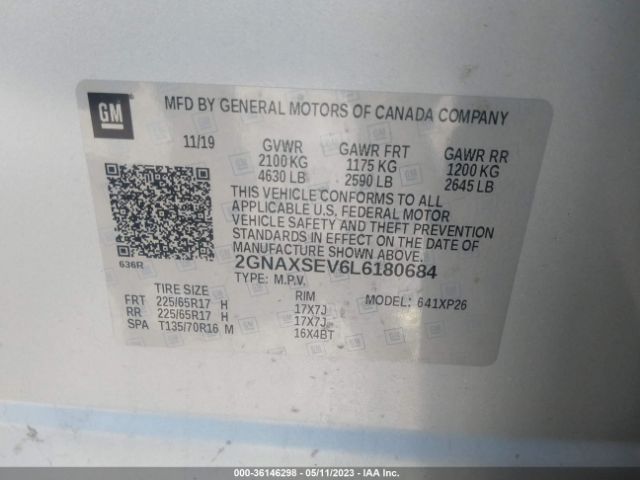 GM
MFD BY GENERAL MOTORS OF CANADA COMPANY
11/19 GVWR GAWR FRT GAWR RR
2100 KG 1175 KG 1200 KG
4630 LB 2590 LB 2645 LB
THIS VEHICLE CONFORMS TO ALL
APPLICABLE U.S. FEDERAL MOTOR
VEHICLE SAFETY AND THEFT PREVENTION
STANDARDS IN EFFECT ON THE DATE OF
MANUFACTURE SHOWN ABOVE.
636R 2GNAXSEV6L6180684
TYPE: M.P.V.
TIRE SIZE RIM MODEL: 641XP26
FRT 225/65R17 H 17X7J
RR 225/65R17 H 17X7J
SPA T135/70R16 M 16X4BT
000-36146298 - 05/11/2023 - IAA Inc.